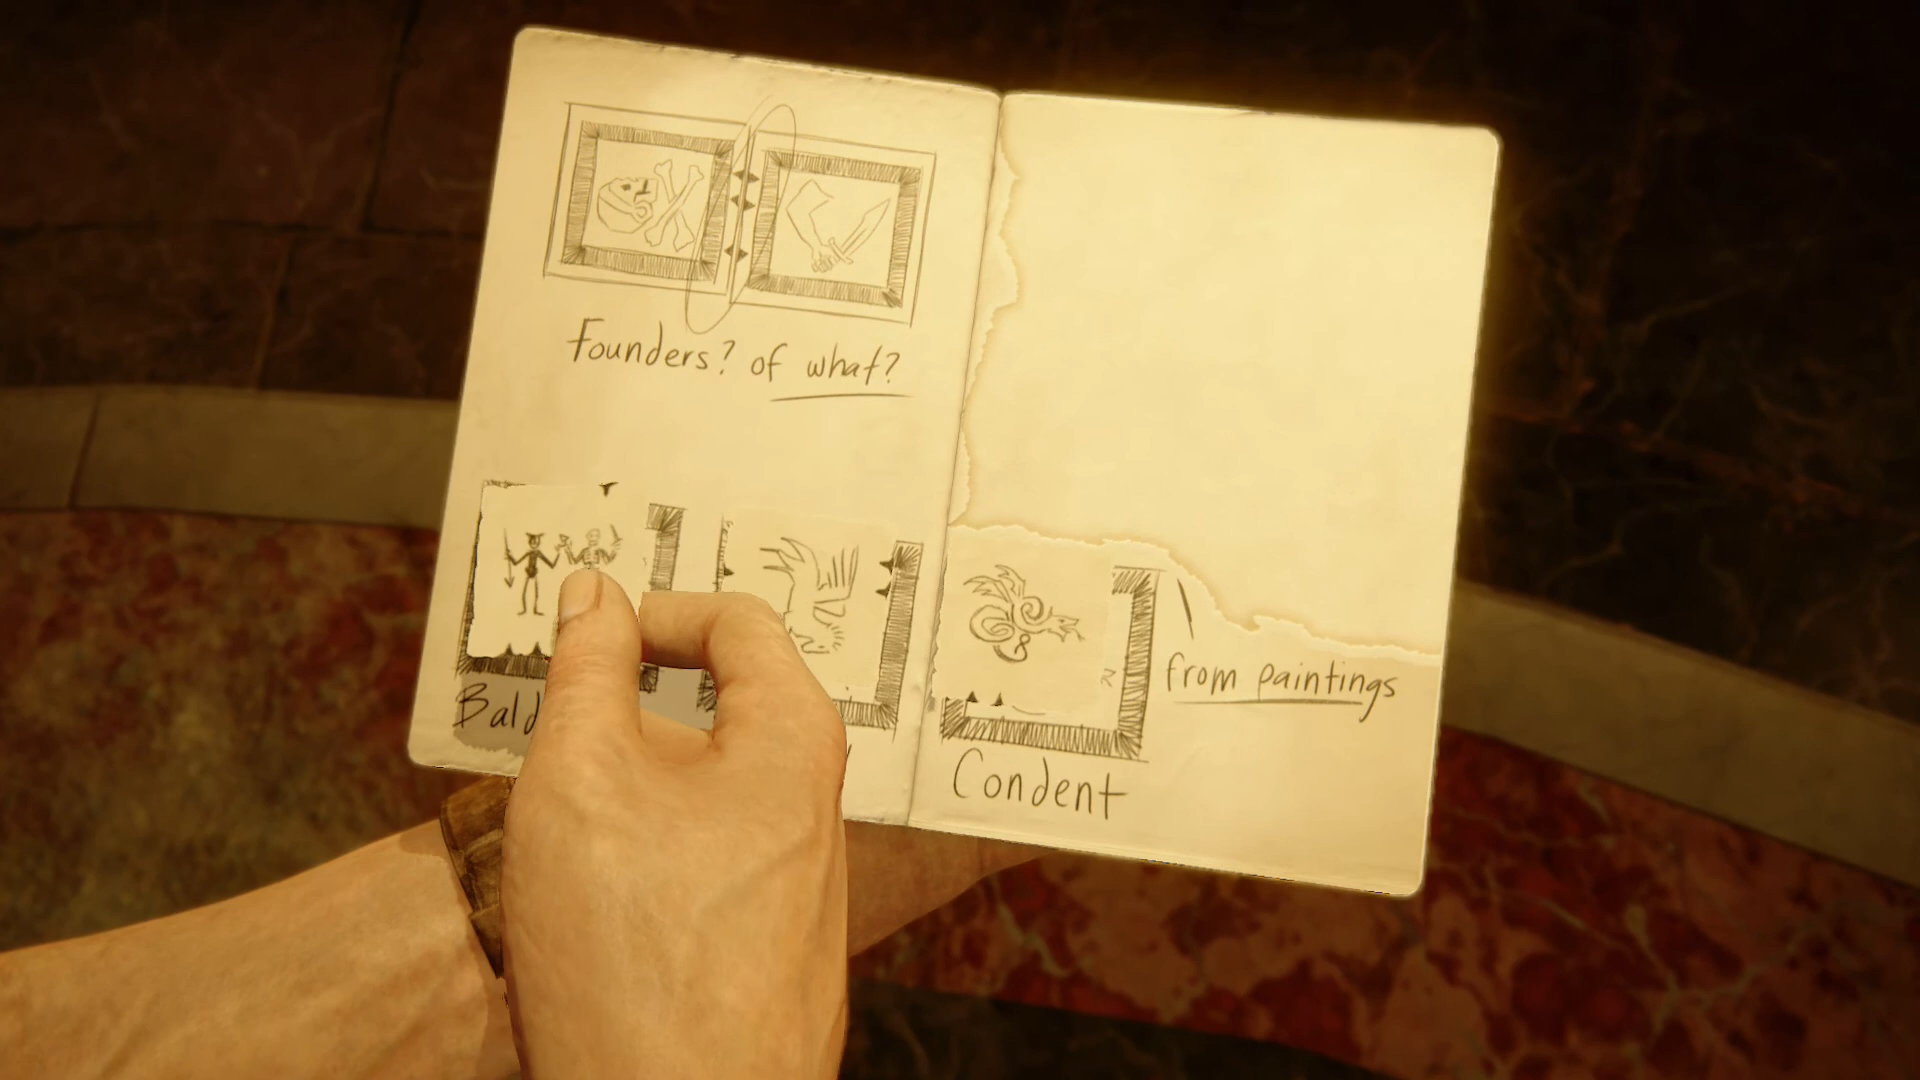 Founders? of what?
Bald
from paintings
Condent